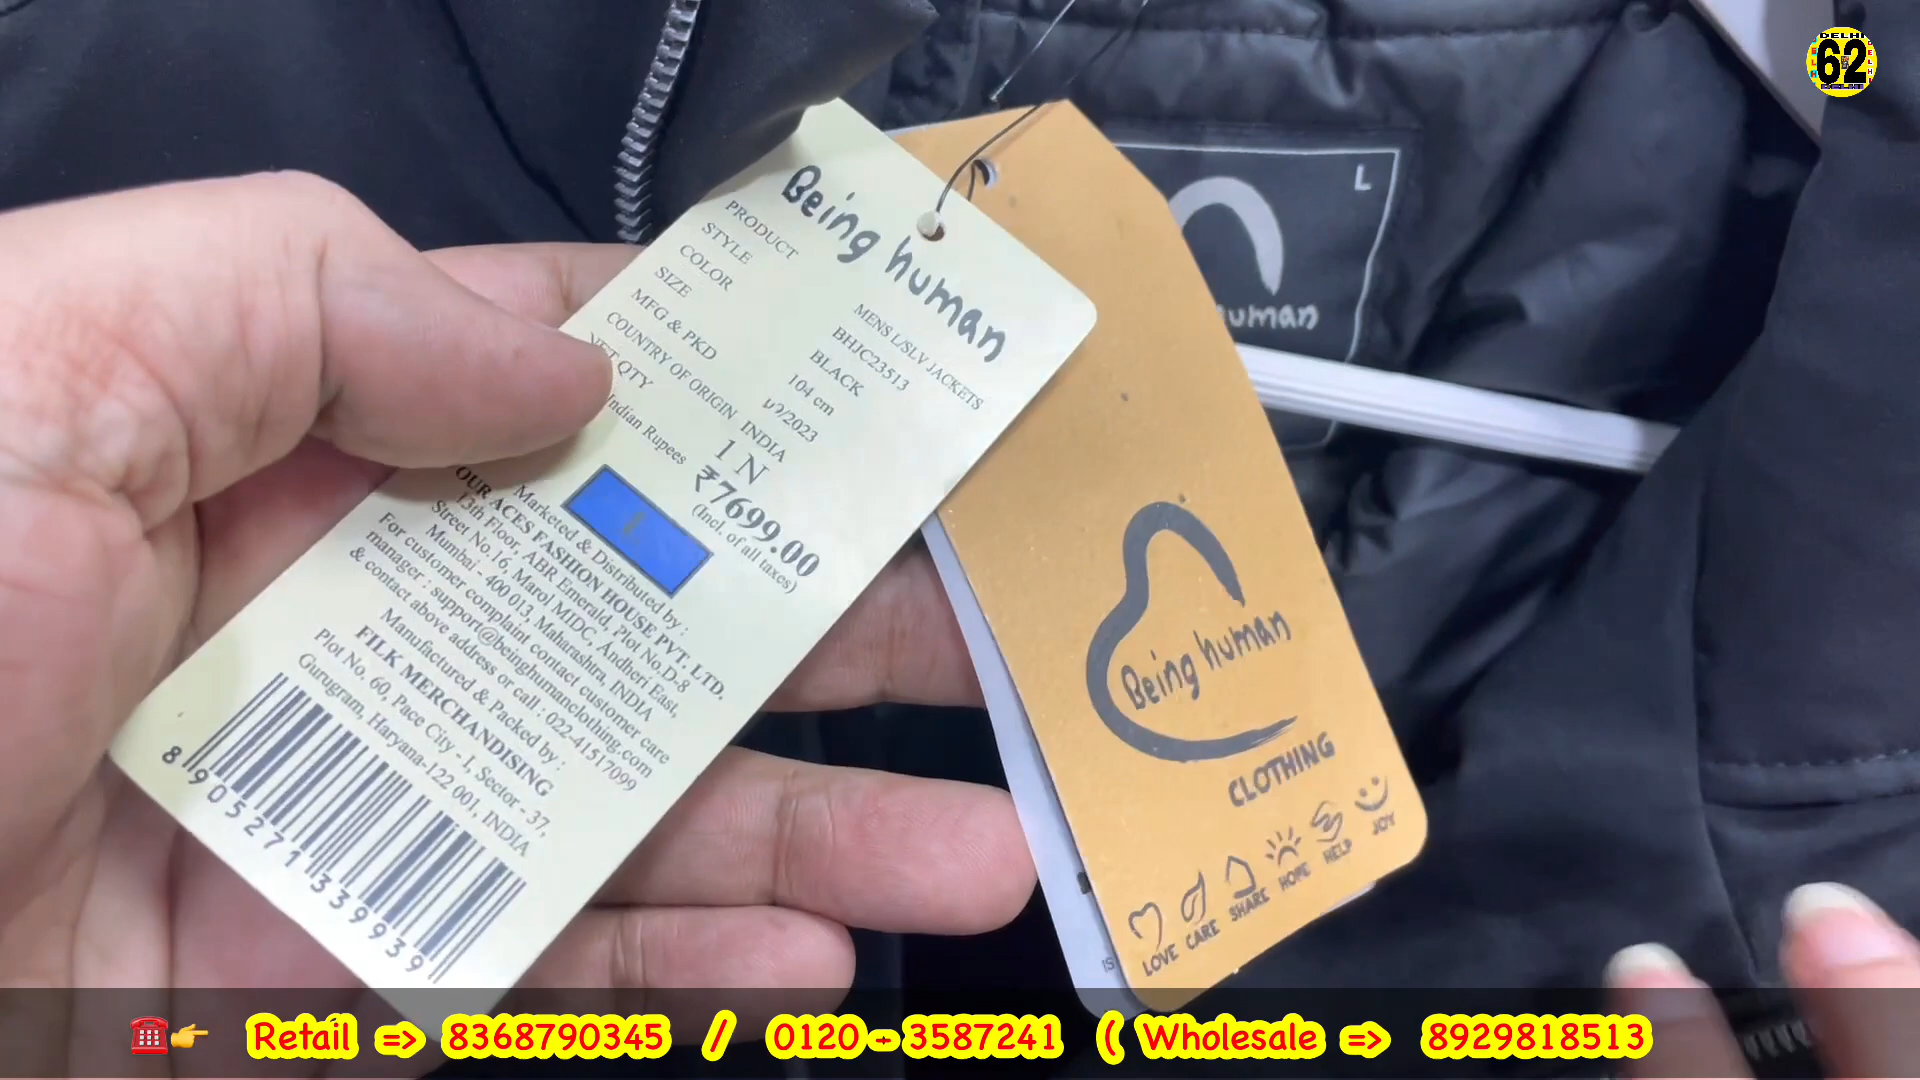 DELHI
62
Being human
PRODUCT MENS L/SLV JACKETS
STYLE BHJC23513
COLOR BLACK
SIZE 104 cm
MFG & PKD /2023
COUNTRY OF ORIGIN INDIA
NET QTY 1 N
Indian Rupees ₹7699.00
(Incl. of all taxes)
Marketed & Distributed by :
OUR ACES FASHION HOUSE PVT. LTD.
13th Floor, ABR Emerald, Plot No.D-8
Street No.16, Marol MIDC, Andheri East,
Mumbai - 400 013, Maharashtra, INDIA
For customer complaint contact customer care
manager : support@beinghumanclothing.com
& contact above address or call : 022-41517099
Manufactured & Packed by :
FILK MERCHANDISING
Plot No. 60, Pace City - I, Sector - 37,
Gurugram, Haryana-122 001, INDIA
8905271339939
L
human
Being human
CLOTHING
LOVE CARE SHARE HOPE HELP JOY
IS
Retail => 8368790345 / 0120-3587241 ( Wholesale => 8929818513